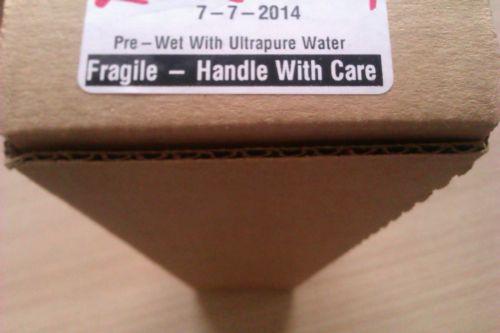 7-7-2014
Pre-Wet With Ultrapure Water
Fragile - Handle With Care